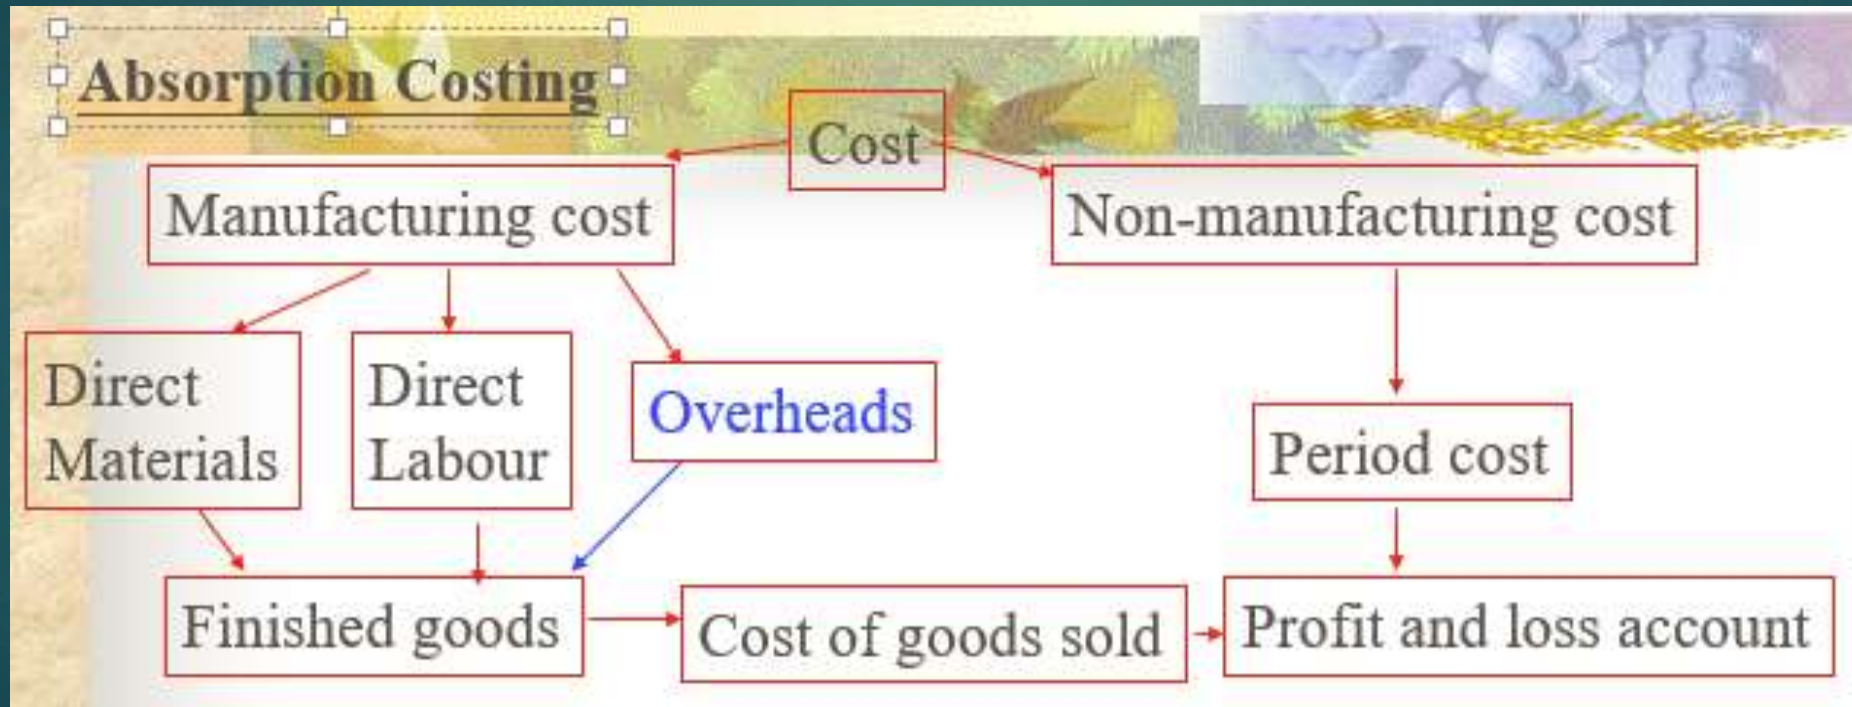 Absorption Costing
Cost
Manufacturing cost
Non-manufacturing cost
Direct
Materials
Direct
Labour
Overheads
Period cost
Finished goods
Cost of goods sold
Profit and loss account